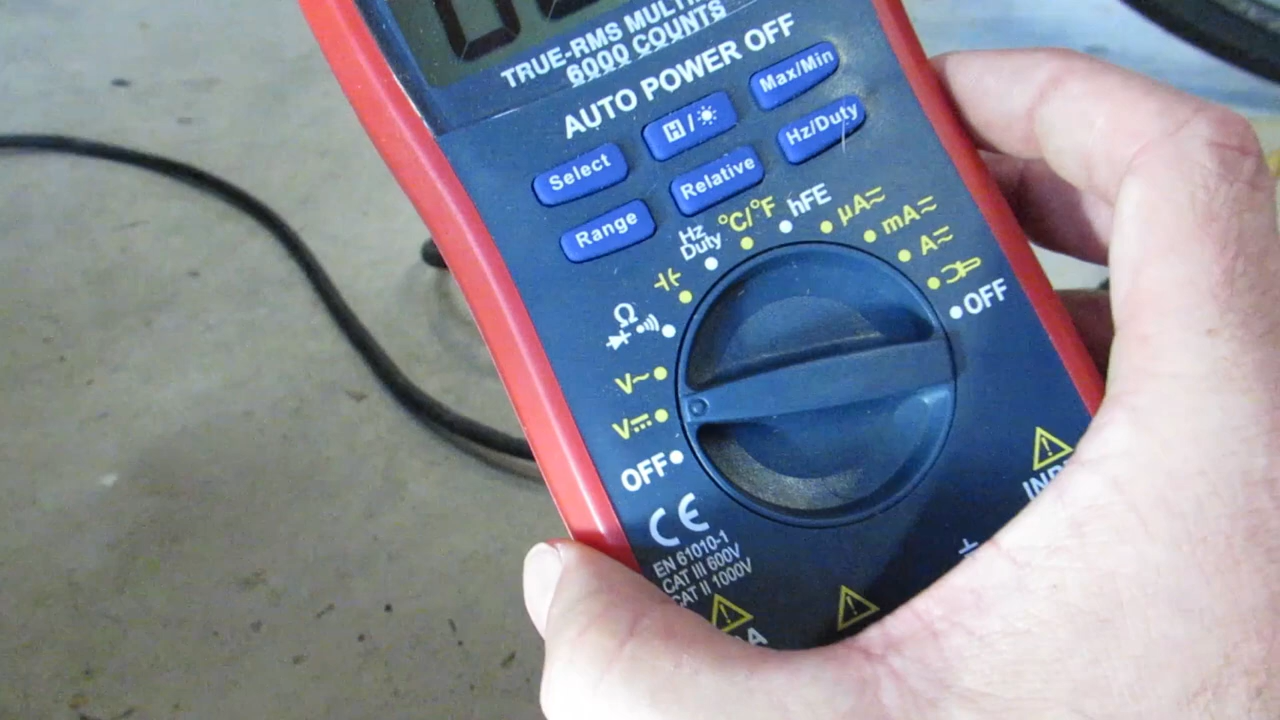 TRUE-RMS
6000 COUNTS
AUTO POWER OFF
Max/Min
H/☀
Hz/Duty
Select
Relative
Range
Hz
Duty
°C/°F
hFE
µA
mA
A
Ω
V~
V⎓
OFF
OFF
CE
EN 61010-1
CAT III 600V
CAT II 1000V
A